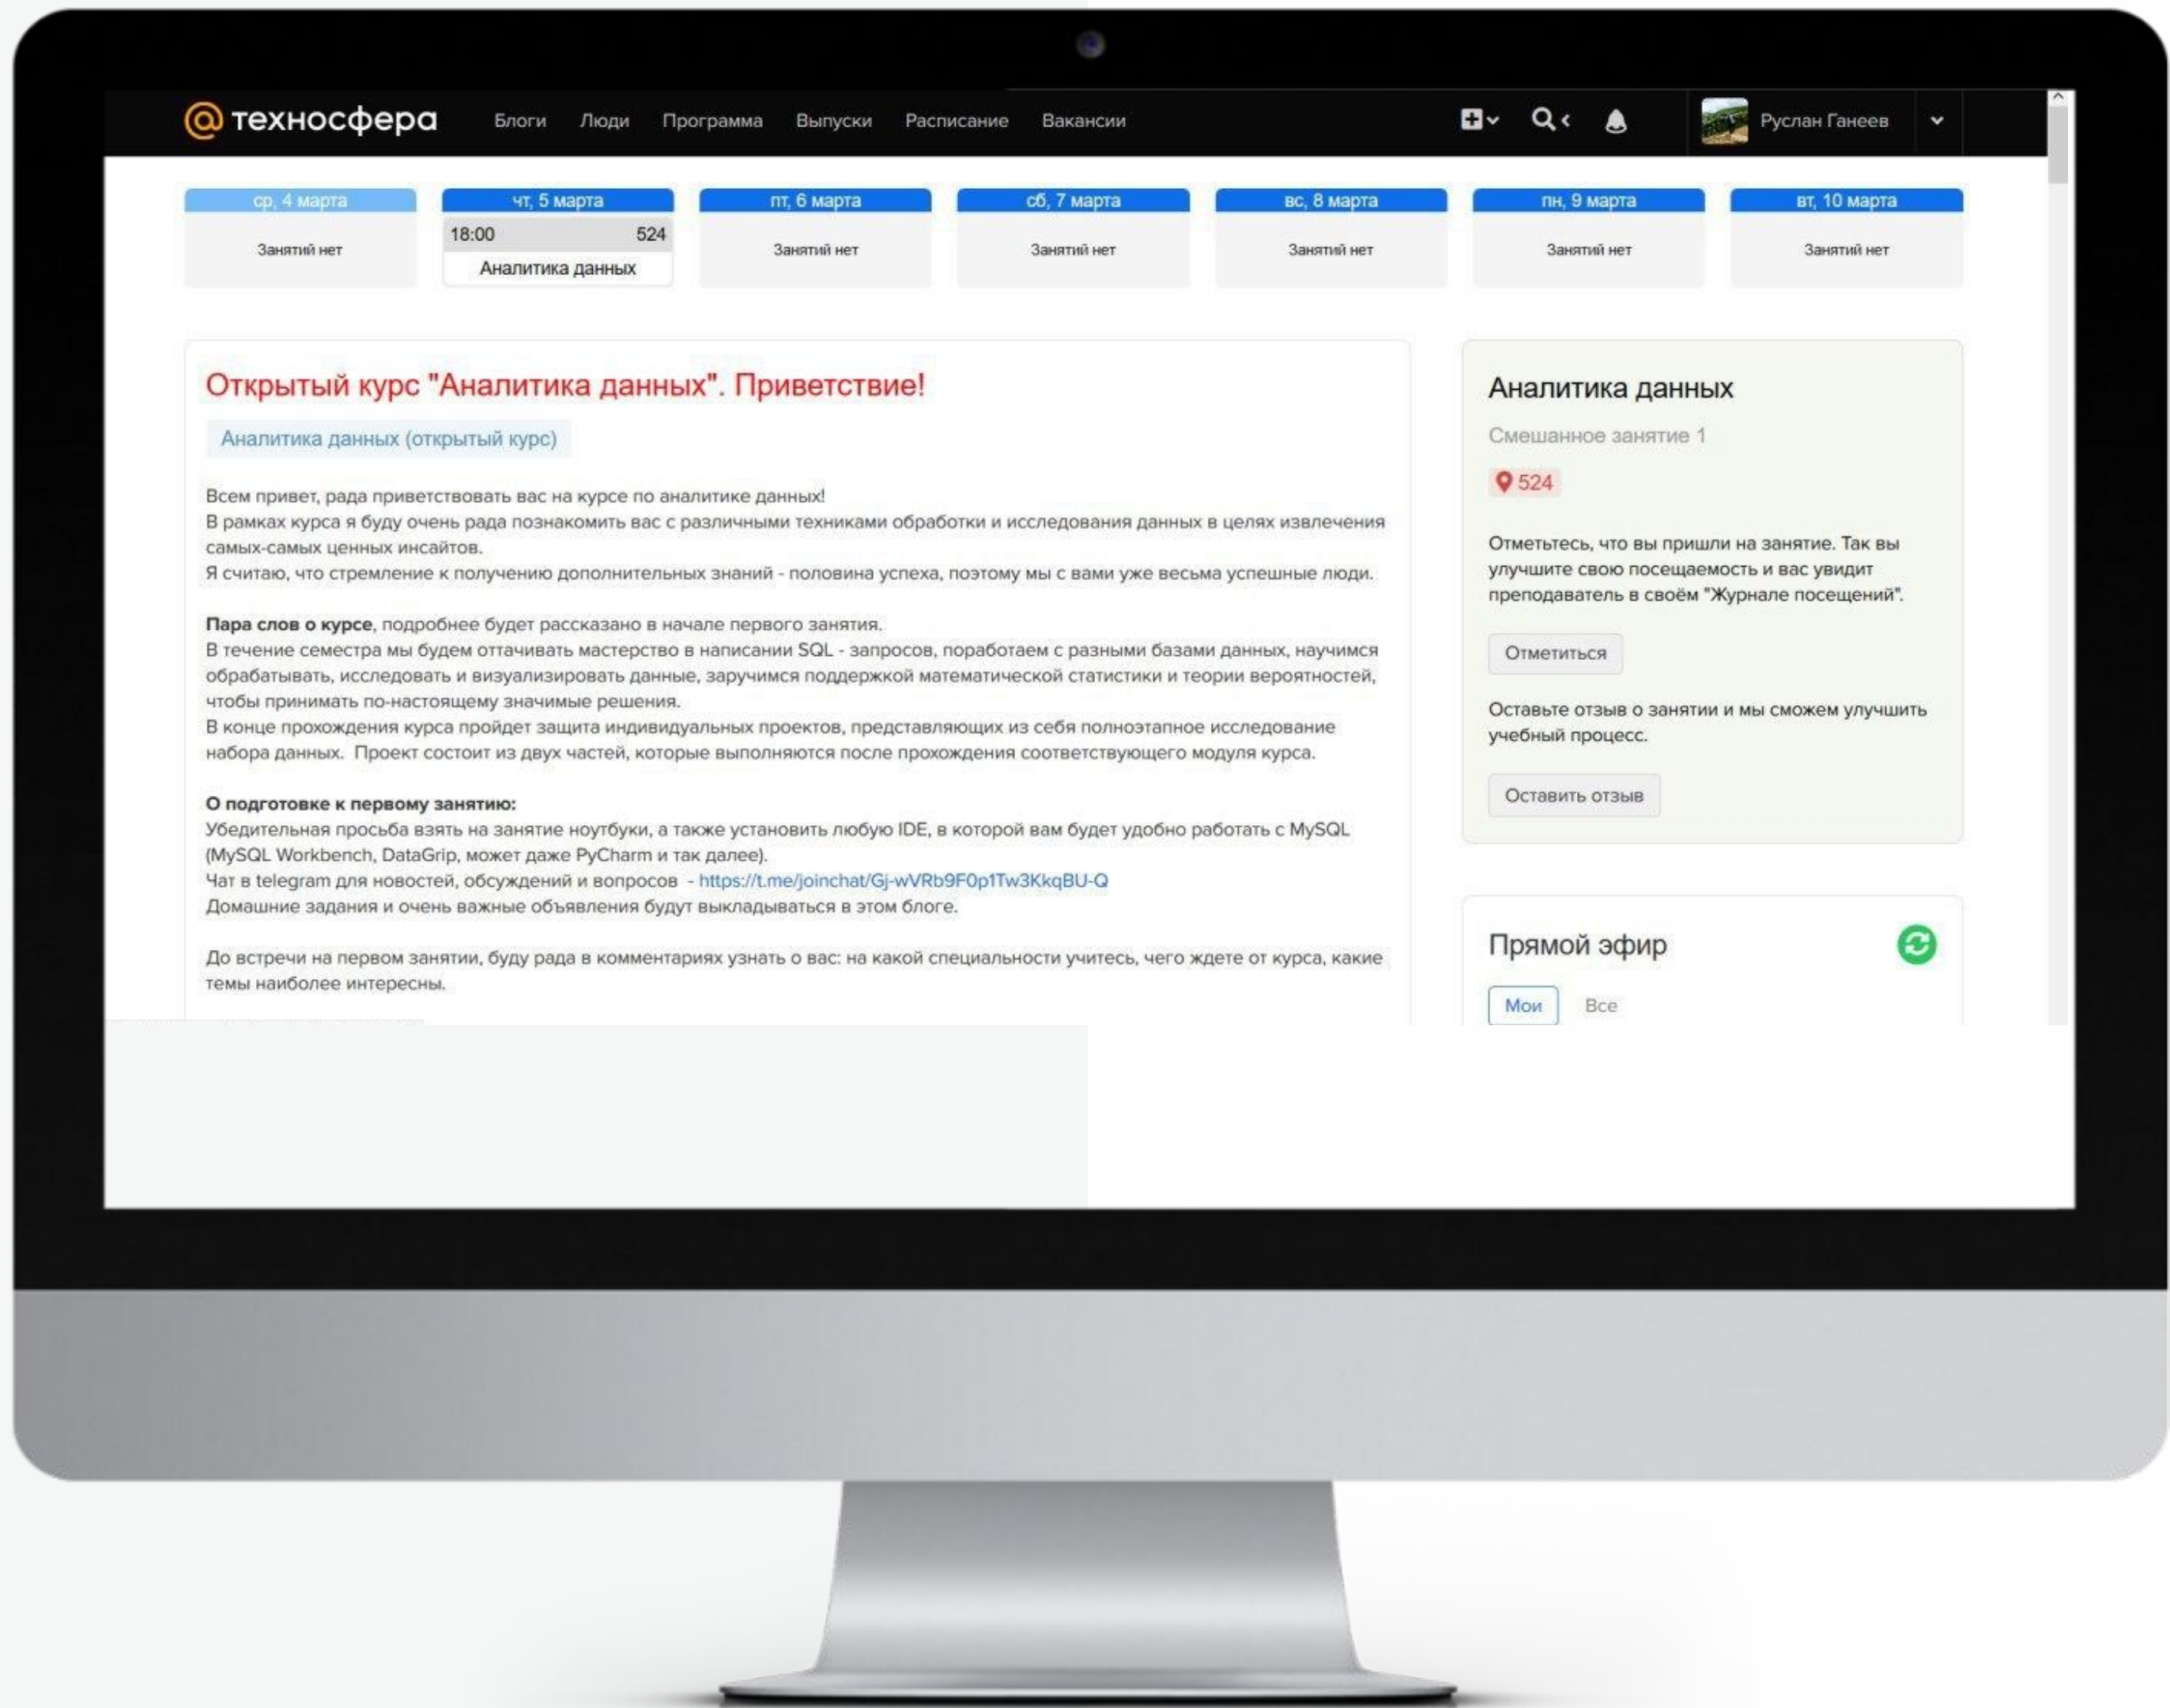 @ техносфера Блоги Люди Программа Выпуски Расписание Вакансии Руслан Ганеев
ср, 4 марта
Занятий нет
чт, 5 марта
18:00 524
Аналитика данных
пт, 6 марта
Занятий нет
сб, 7 марта
Занятий нет
вс, 8 марта
Занятий нет
пн, 9 марта
Занятий нет
вт, 10 марта
Занятий нет
Открытый курс "Аналитика данных". Приветствие!
Аналитика данных (открытый курс)
Всем привет, рада приветствовать вас на курсе по аналитике данных!
В рамках курса я буду очень рада познакомить вас с различными техниками обработки и исследования данных в целях извлечения
самых-самых ценных инсайтов.
Я считаю, что стремление к получению дополнительных знаний - половина успеха, поэтому мы с вами уже весьма успешные люди.
Пара слов о курсе, подробнее будет рассказано в начале первого занятия.
В течение семестра мы будем оттачивать мастерство в написании SQL - запросов, поработаем с разными базами данных, научимся
обрабатывать, исследовать и визуализировать данные, заручимся поддержкой математической статистики и теории вероятностей,
чтобы принимать по-настоящему значимые решения.
В конце прохождения курса пройдет защита индивидуальных проектов, представляющих из себя полноэтапное исследование
набора данных. Проект состоит из двух частей, которые выполняются после прохождения соответствующего модуля курса.
О подготовке к первому занятию:
Убедительная просьба взять на занятие ноутбуки, а также установить любую IDE, в которой вам будет удобно работать с MySQL
(MySQL Workbench, DataGrip, может даже PyCharm и так далее).
Чат в telegram для новостей, обсуждений и вопросов - https://t.me/joinchat/Gj-wVRb9F0p1Tw3KkqBU-Q
Домашние задания и очень важные объявления будут выкладываться в этом блоге.
До встречи на первом занятии, буду рада в комментариях узнать о вас: на какой специальности учитесь, чего ждете от курса, какие
темы наиболее интересны.
Аналитика данных
Смешанное занятие 1
524
Отметьтесь, что вы пришли на занятие. Так вы
улучшите свою посещаемость и вас увидит
преподаватель в своём "Журнале посещений".
Отметиться
Оставьте отзыв о занятии и мы сможем улучшить
учебный процесс.
Оставить отзыв
Прямой эфир
Мои Все